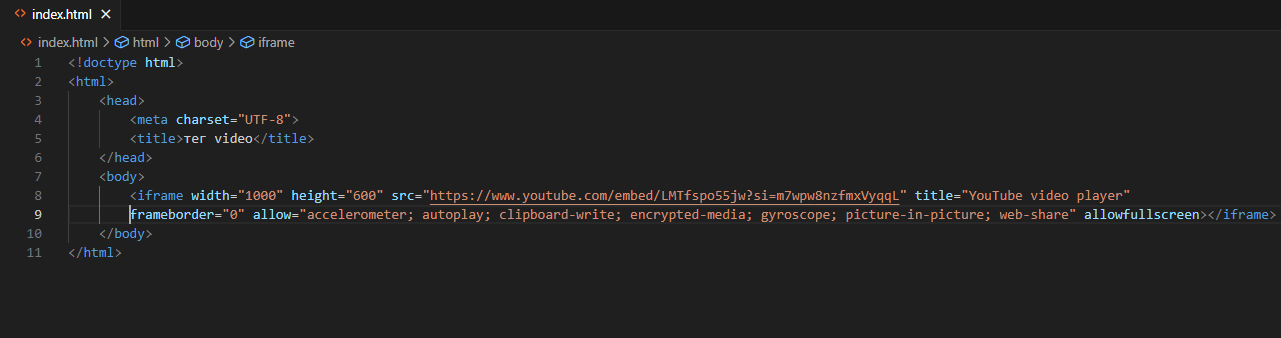 index.html
index.html > html > body > iframe
1 <!doctype html>
2 <html>
3 <head>
4 <meta charset="UTF-8">
5 <title>тег video</title>
6 </head>
7 <body>
8 <iframe width="1000" height="600" src="https://www.youtube.com/embed/LMTfspo55jw?si=m7wpw8nzfmxVyqqL" title="YouTube video player"
9 frameborder="0" allow="accelerometer; autoplay; clipboard-write; encrypted-media; gyroscope; picture-in-picture; web-share" allowfullscreen></iframe>
10 </body>
11 </html>